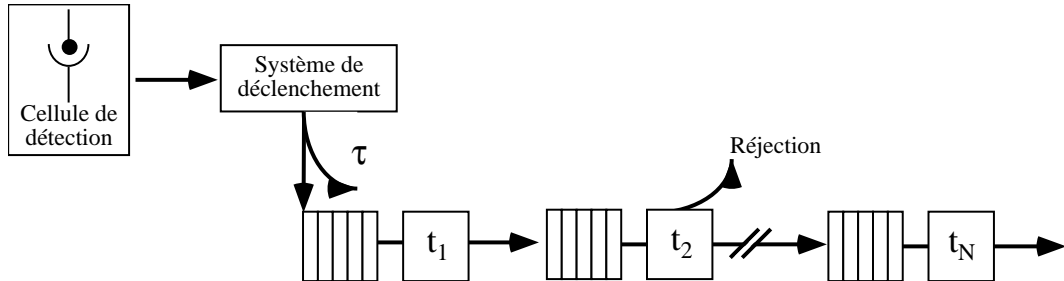 Cellule de
détection
Système de
déclenchement
τ
Réjection
t1
t2
tN